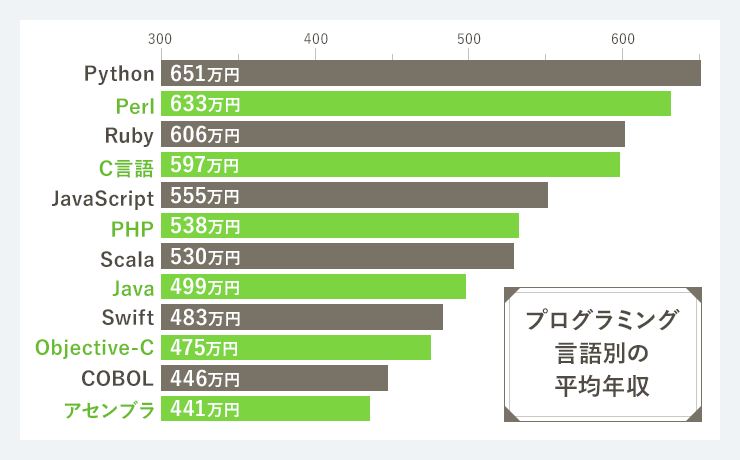 300 400 500 600
Python 651万円
Perl 633万円
Ruby 606万円
C言語 597万円
JavaScript 555万円
PHP 538万円
Scala 530万円
Java 499万円
Swift 483万円
Objective-C 475万円
COBOL 446万円
アセンブラ 441万円
プログラミング
言語別の
平均年収